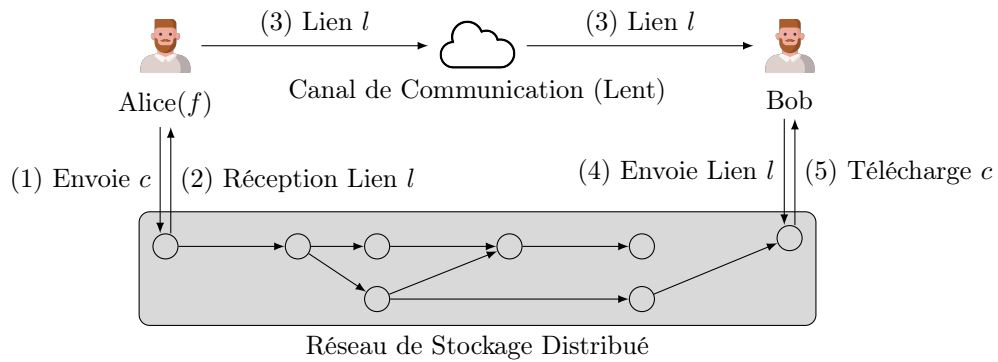 (3) Lien l
(3) Lien l
Canal de Communication (Lent)
Alice(f)
Bob
(1) Envoie c
(2) Réception Lien l
(4) Envoie Lien l
(5) Télécharge c
Réseau de Stockage Distribué